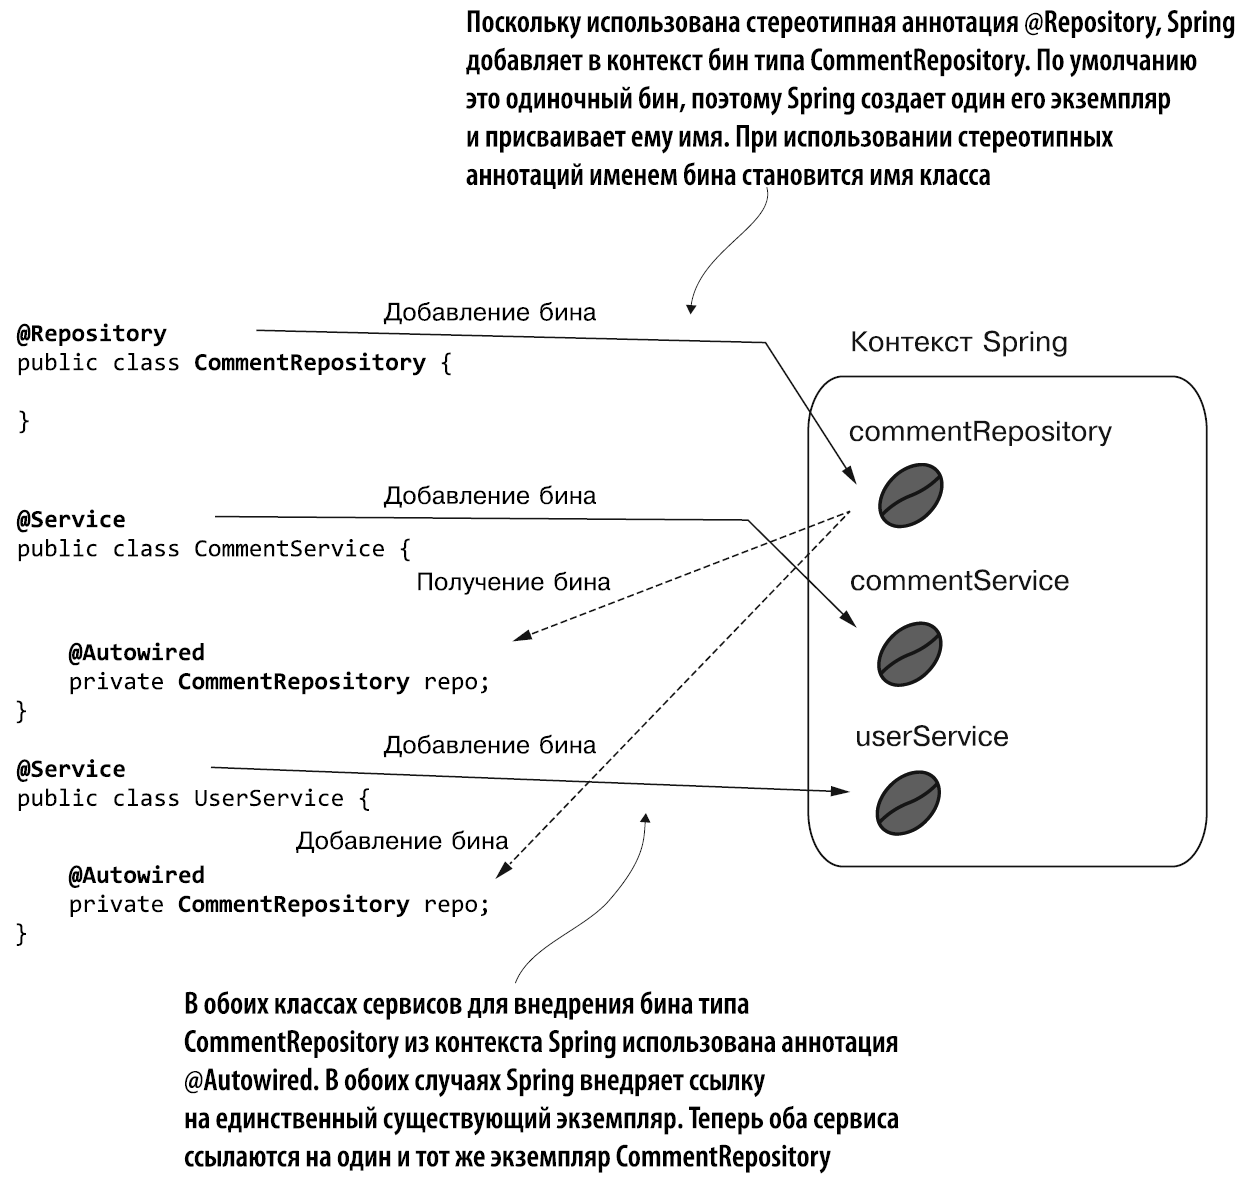 Поскольку использована стереотипная аннотация @Repository, Spring
добавляет в контекст бин типа CommentRepository. По умолчанию
это одиночный бин, поэтому Spring создает один его экземпляр
и присваивает ему имя. При использовании стереотипных
аннотаций именем бина становится имя класса
Добавление бина
@Repository
public class CommentRepository {
}
Контекст Spring
commentRepository
Добавление бина
@Service
public class CommentService {
Получение бина
commentService
@Autowired
private CommentRepository repo;
}
Добавление бина
userService
@Service
public class UserService {
Добавление бина
@Autowired
private CommentRepository repo;
}
В обоих классах сервисов для внедрения бина типа
CommentRepository из контекста Spring использована аннотация
@Autowired. В обоих случаях Spring внедряет ссылку
на единственный существующий экземпляр. Теперь оба сервиса
ссылаются на один и тот же экземпляр CommentRepository